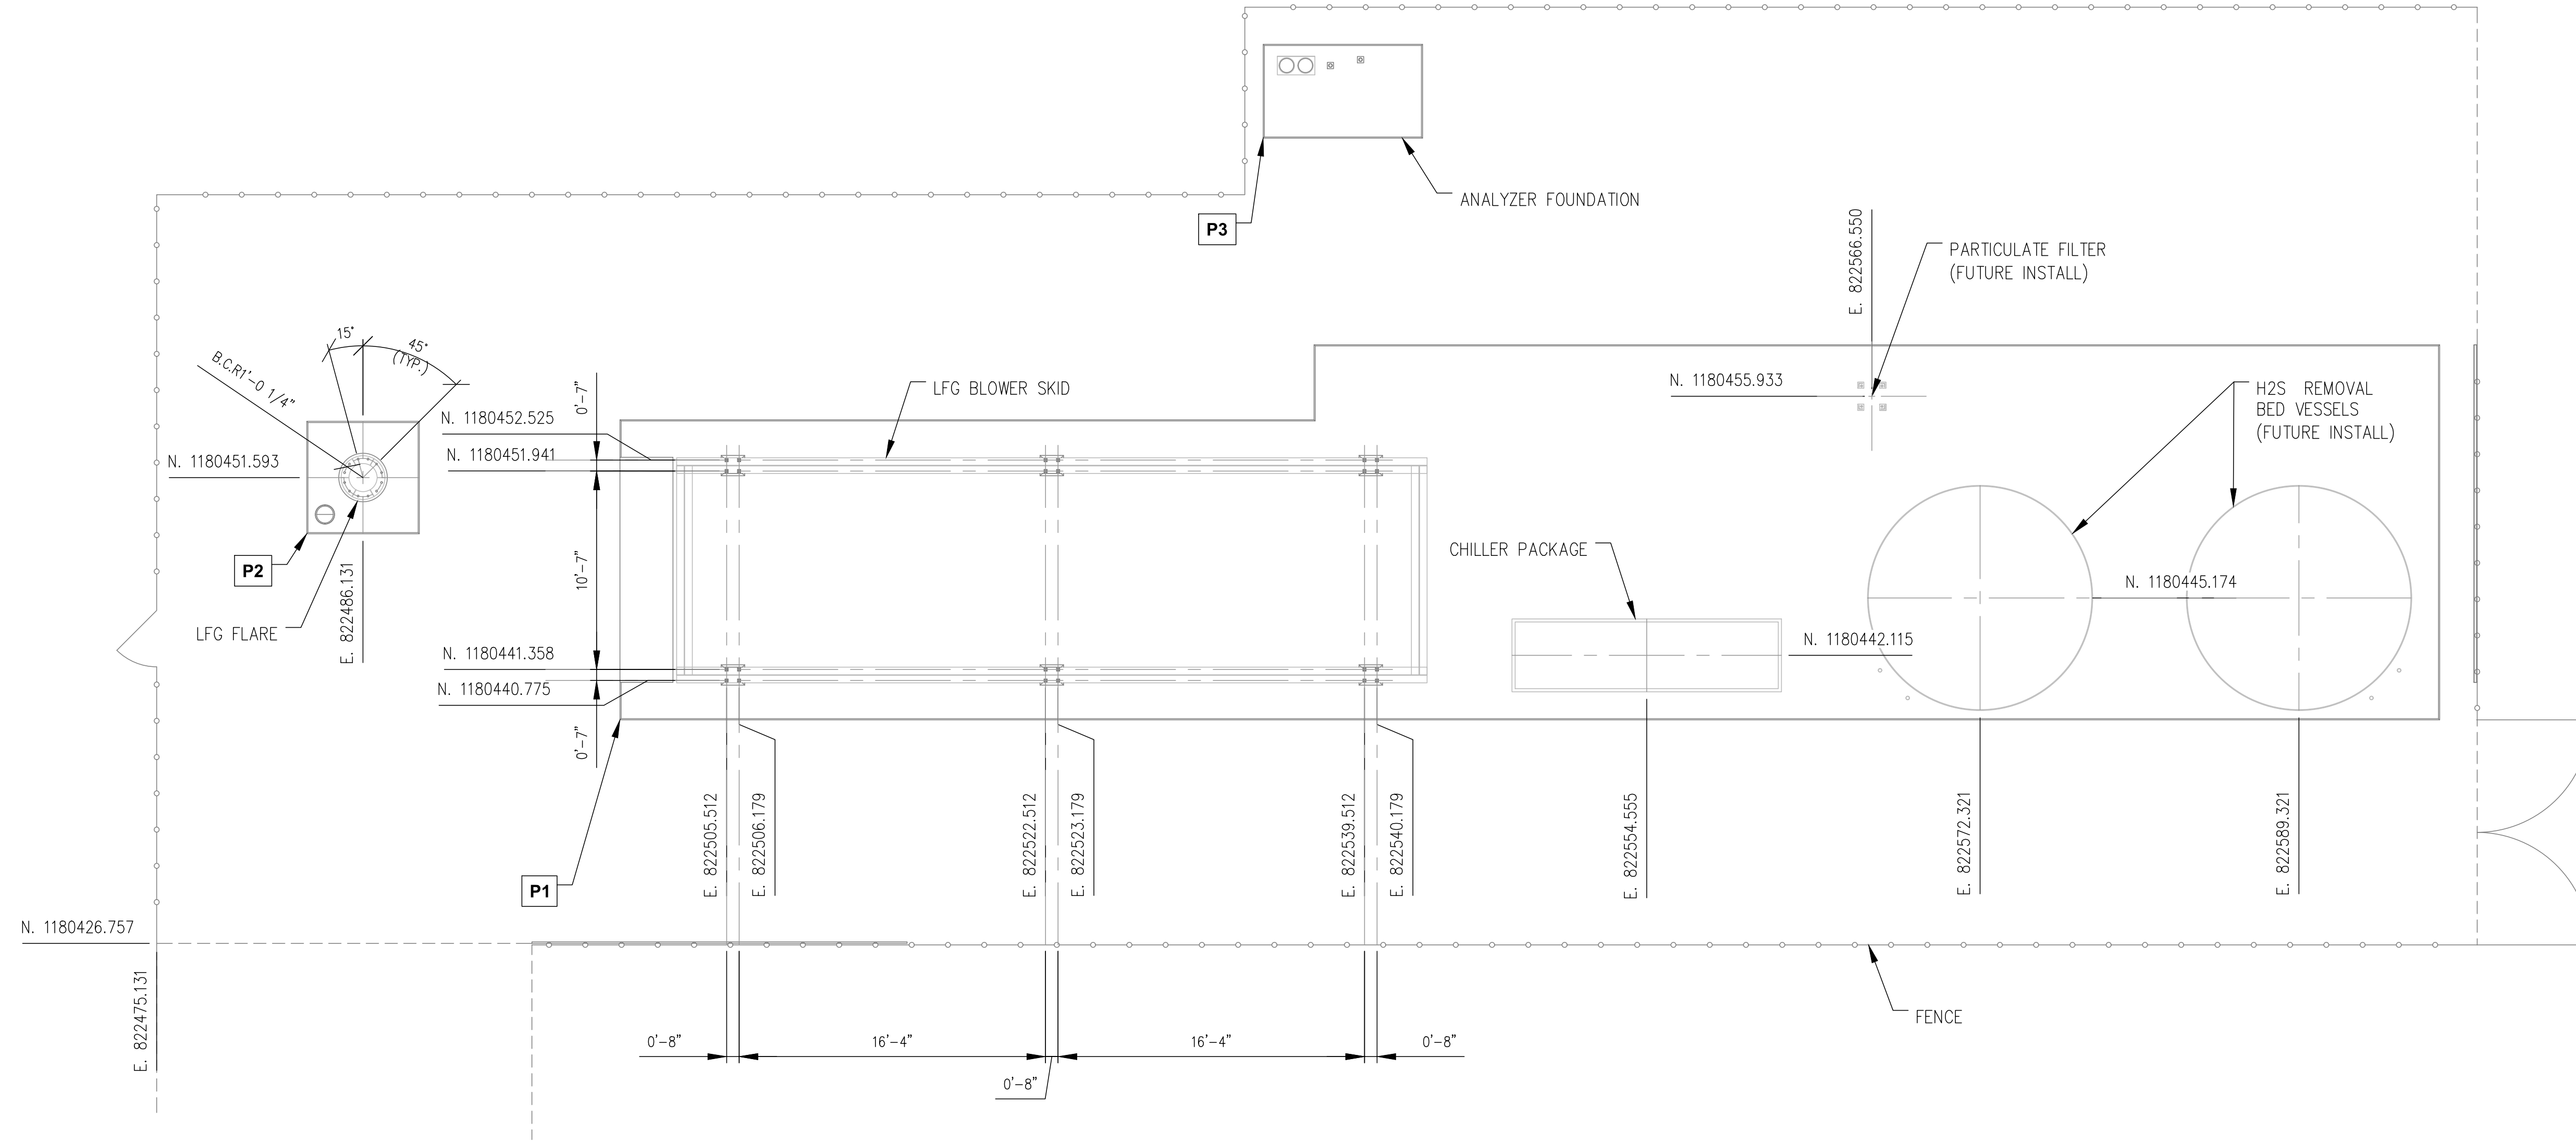 ANALYZER FOUNDATION
P3
E. 822566.550
PARTICULATE FILTER
(FUTURE INSTALL)
15°
45°
(TYP.)
B.C.R1'-0 1/4"
0'-7"
LFG BLOWER SKID
N. 1180455.933
H2S REMOVAL
BED VESSELS
(FUTURE INSTALL)
N. 1180452.525
N. 1180451.941
N. 1180451.593
P2
E. 822486.131
LFG FLARE
10'-7"
CHILLER PACKAGE
N. 1180445.174
N. 1180442.115
N. 1180441.358
N. 1180440.775
0'-7"
P1
E. 822505.512
E. 822506.179
E. 822522.512
E. 822523.179
E. 822539.512
E. 822540.179
E. 822554.555
E. 822572.321
E. 822589.321
N. 1180426.757
E. 822475.131
FENCE
0'-8"
16'-4"
16'-4"
0'-8"
0'-8"